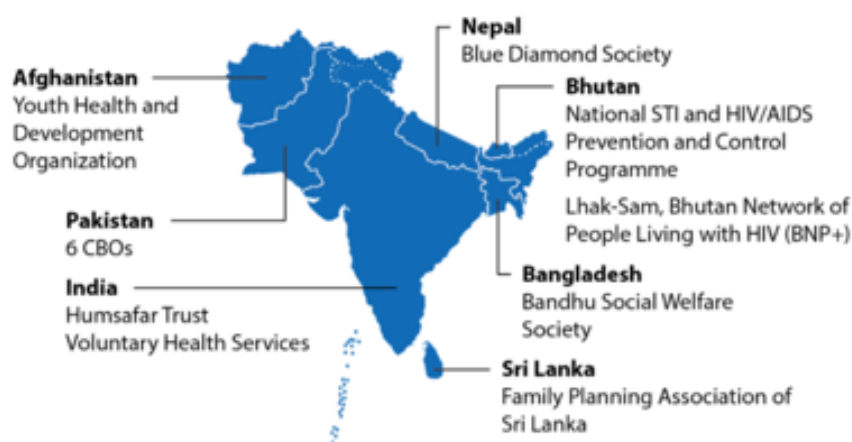 Nepal
Blue Diamond Society
Afghanistan
Youth Health and
Development
Organization
Bhutan
National STI and HIV/AIDS
Prevention and Control
Programme
Lhak-Sam, Bhutan Network of
People Living with HIV (BNP+)
Pakistan
6 CBOs
India
Humsafar Trust
Voluntary Health Services
Bangladesh
Bandhu Social Welfare
Society
Sri Lanka
Family Planning Association of
Sri Lanka